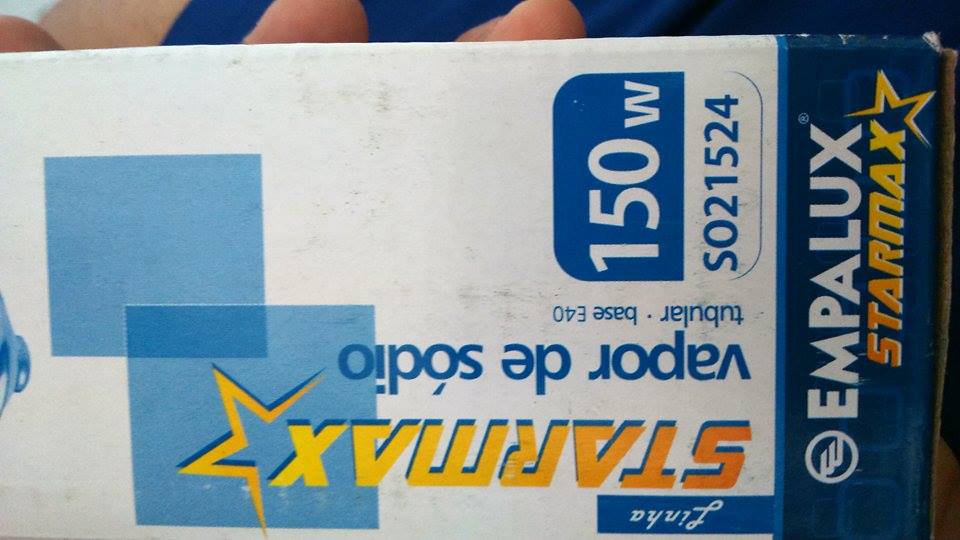 Linha
STARMAX
vapor de sódio
tubular · base E40
150 w
SO21524
EMPALUX®
STARMAX